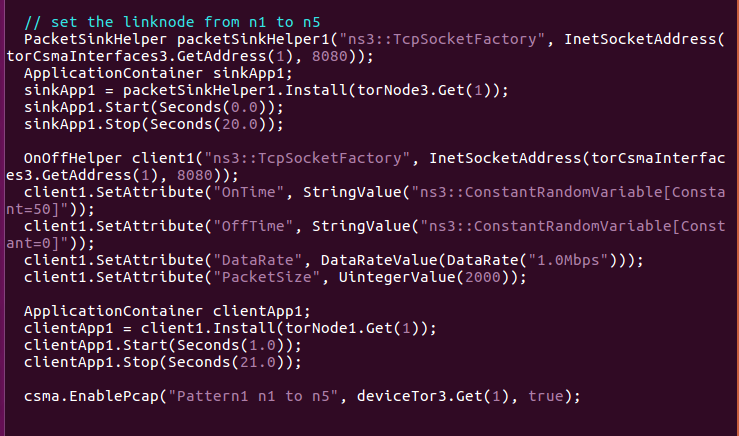 // set the linknode from n1 to n5
PacketSinkHelper packetSinkHelper1("ns3::TcpSocketFactory", InetSocketAddress(
torCsmaInterfaces3.GetAddress(1), 8080));
ApplicationContainer sinkApp1;
sinkApp1 = packetSinkHelper1.Install(torNode3.Get(1));
sinkApp1.Start(Seconds(0.0));
sinkApp1.Stop(Seconds(20.0));
OnOffHelper client1("ns3::TcpSocketFactory", InetSocketAddress(torCsmaInterfac
es3.GetAddress(1), 8080));
client1.SetAttribute("OnTime", StringValue("ns3::ConstantRandomVariable[Consta
nt=50]"));
client1.SetAttribute("OffTime", StringValue("ns3::ConstantRandomVariable[Const
ant=0]"));
client1.SetAttribute("DataRate", DataRateValue(DataRate("1.0Mbps")));
client1.SetAttribute("PacketSize", UintegerValue(2000));
ApplicationContainer clientApp1;
clientApp1 = client1.Install(torNode1.Get(1));
clientApp1.Start(Seconds(1.0));
clientApp1.Stop(Seconds(21.0));
csma.EnablePcap("Pattern1 n1 to n5", deviceTor3.Get(1), true);